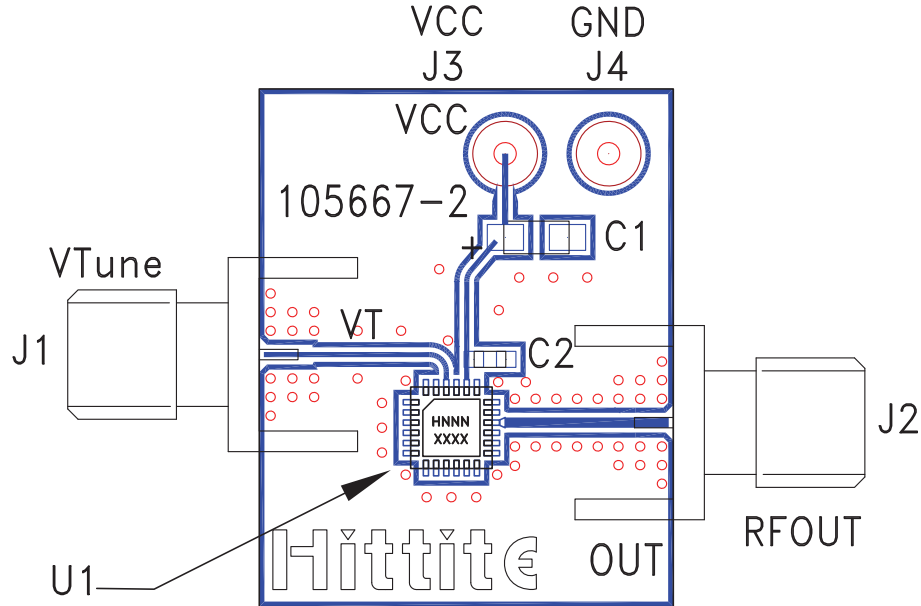 VCC GND
J3 J4
VCC
105667-2
C1
VTune
VT
J1
C2
HNNN
XXXX
J2
RFOUT
OUT
Hittite
U1